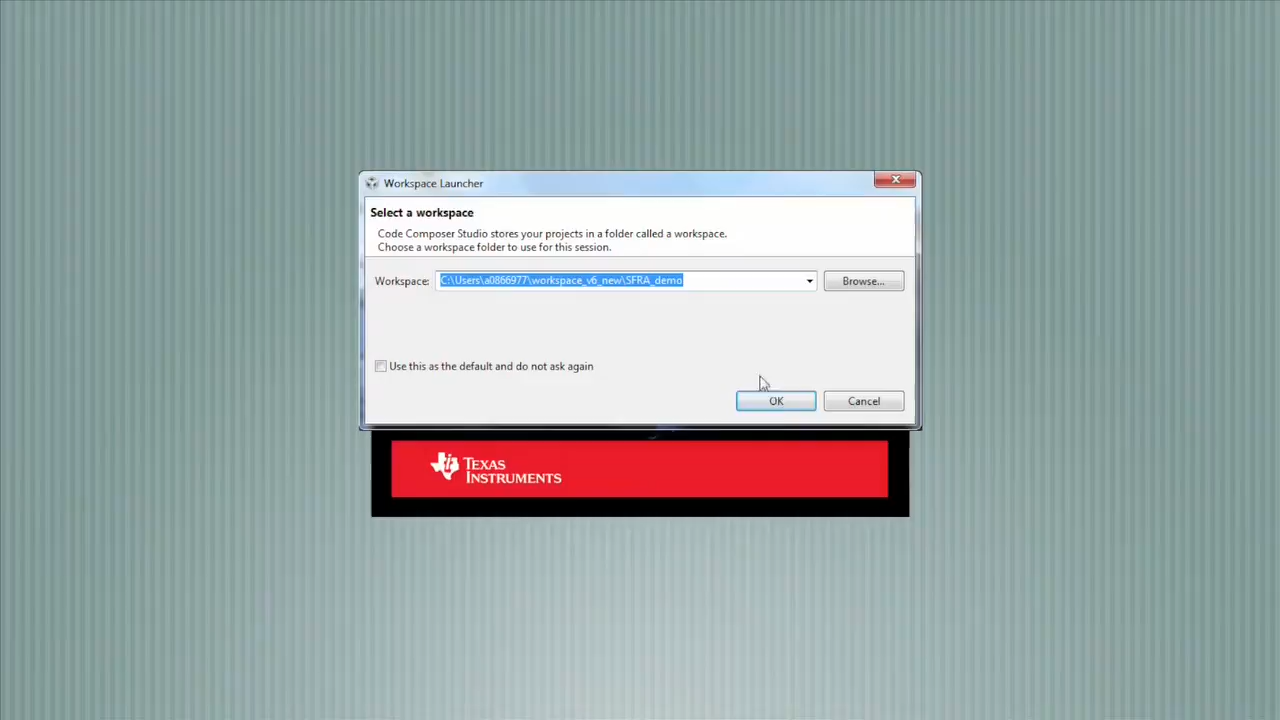 Workspace Launcher
Select a workspace
Code Composer Studio stores your projects in a folder called a workspace.
Choose a workspace folder to use for this session.
Workspace: C:\Users\a0866977\workspace_v6_new\SFRA_demo Browse...
Use this as the default and do not ask again
OK Cancel
TEXAS
INSTRUMENTS